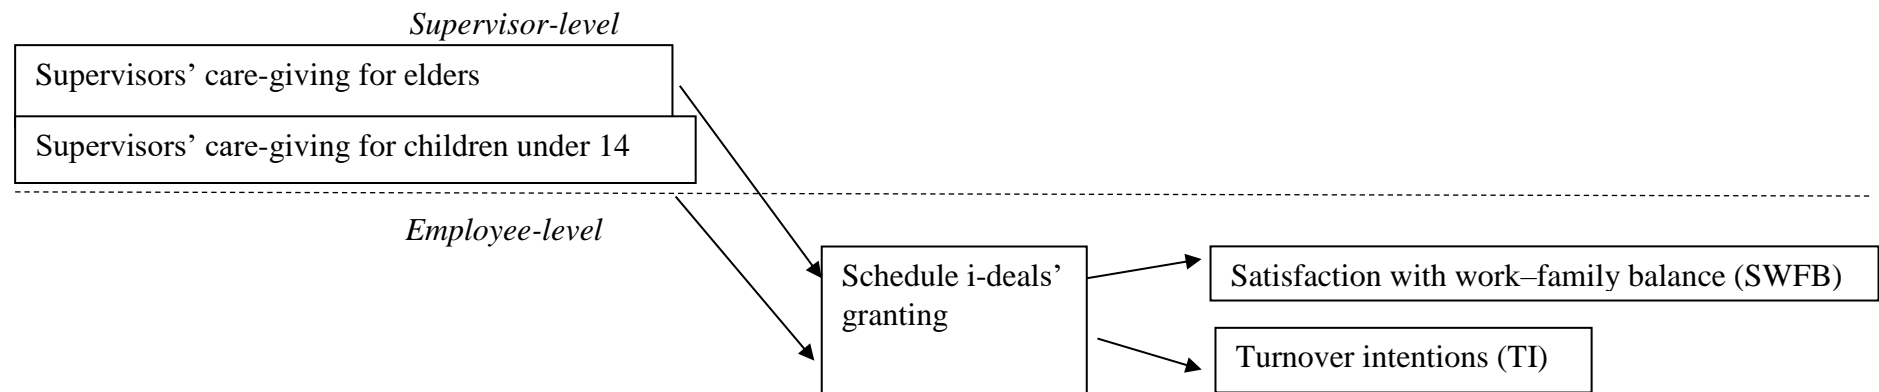 Supervisor-level
Supervisors’ care-giving for elders
Supervisors’ care-giving for children under 14
Employee-level
Schedule i-deals’
granting
Satisfaction with work–family balance (SWFB)
Turnover intentions (TI)